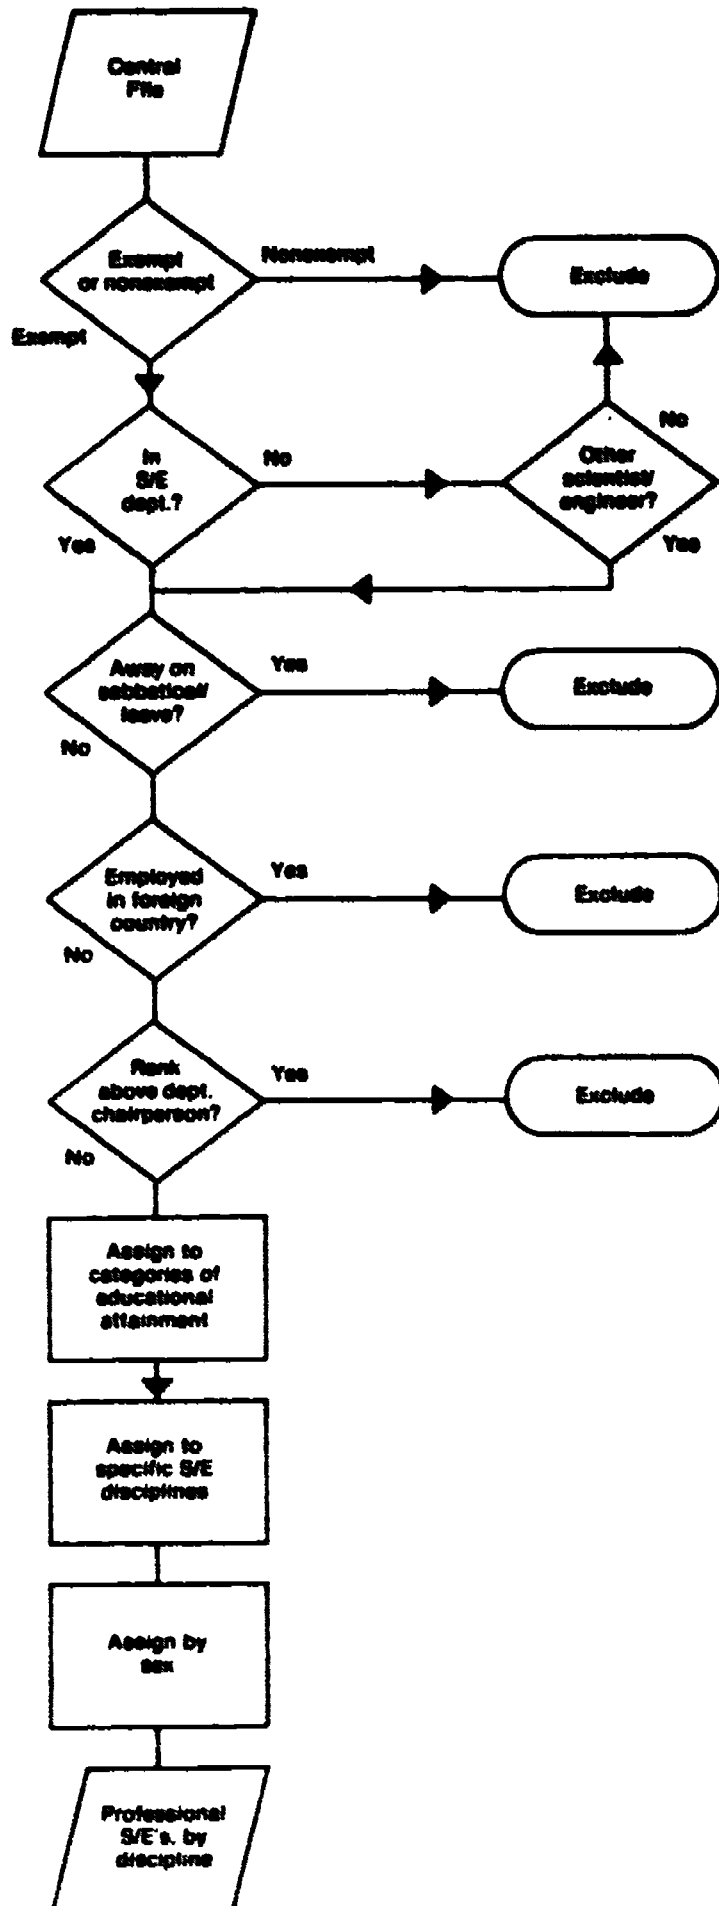 Central
File
Exempt
or nonexempt
Nonexempt
Exclude
Exempt
In
S/E
dept.?
No
Other
scientist/
engineer?
No
Yes
Yes
Away on
sabbatical/
leave?
Yes
Exclude
No
Employed
in foreign
country?
Yes
Exclude
No
Rank
above dept.
chairperson?
Yes
Exclude
No
Assign to
categories of
educational
attainment
Assign to
specific S/E
disciplines
Assign by
sex
Professional
S/E's, by
discipline